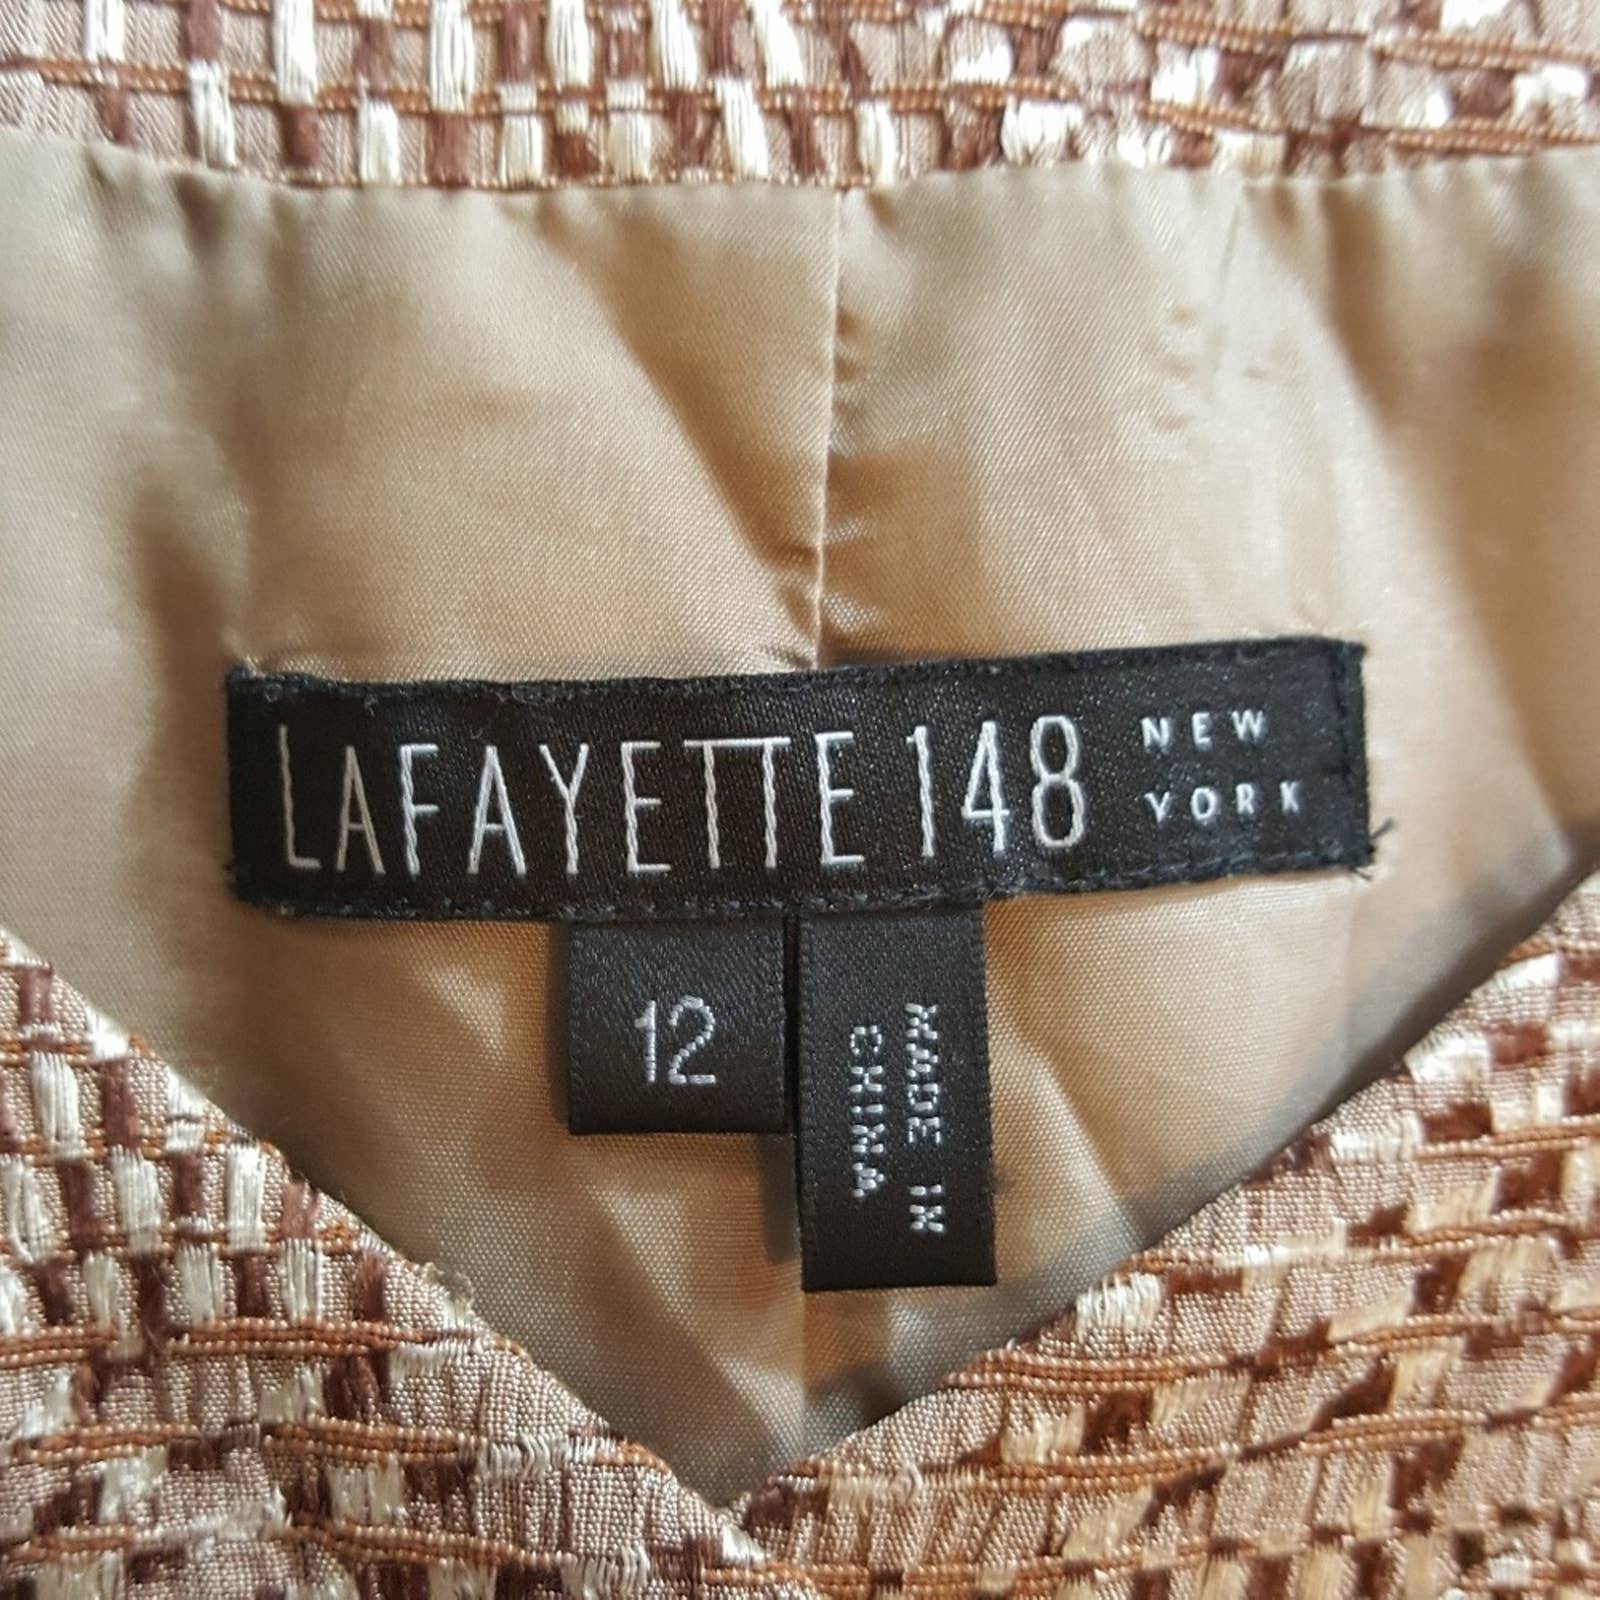 LAFAYETTE 148 NEW YORK
12
MADE IN
CHINA